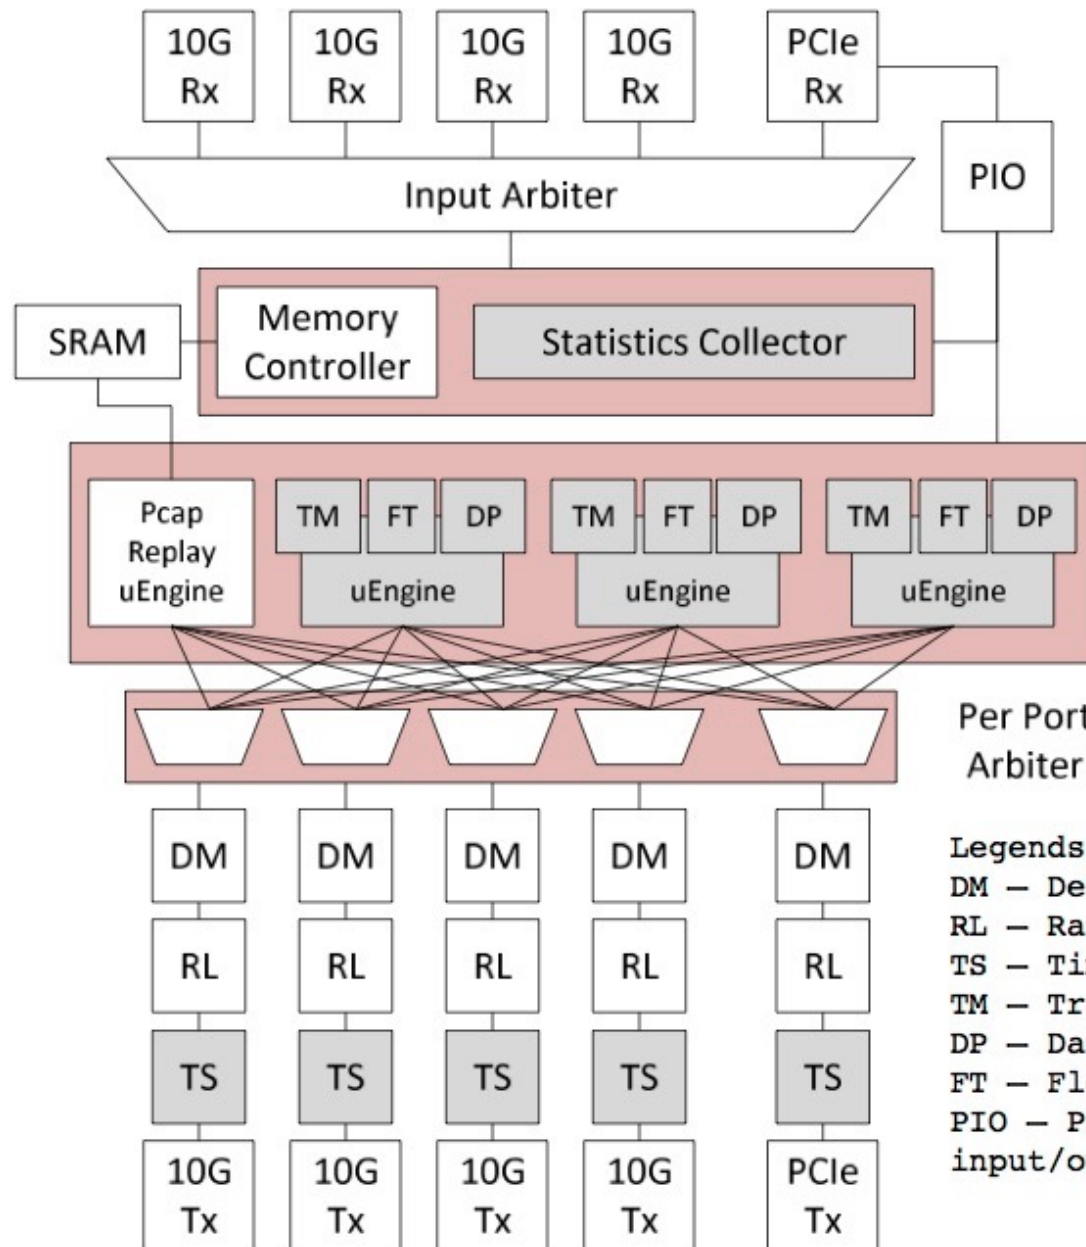 10G
Rx
10G
Rx
10G
Rx
10G
Rx
PCIe
Rx
PIO
Input Arbiter
SRAM
Memory
Controller
Statistics Collector
Pcap
Replay
uEngine
TM FT DP
uEngine
TM FT DP
uEngine
TM FT DP
uEngine
Per Port
Arbiter
DM DM DM DM DM
RL RL RL RL RL
TS TS TS TS TS
10G
Tx
10G
Tx
10G
Tx
10G
Tx
PCIe
Tx
Legends
DM — De
RL — Ra
TS — Ti
TM — Tr
DP — Da
FT — Fl
PIO — P
input/o